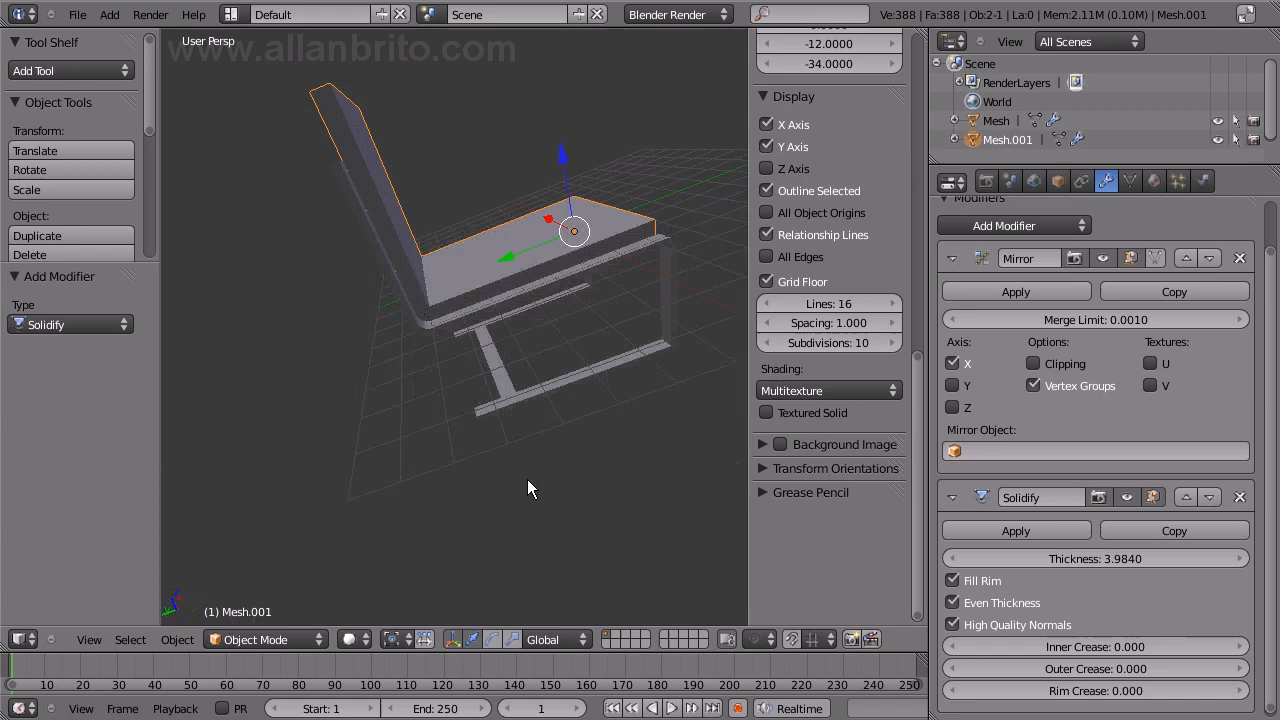 File Add Render Help Default Scene Blender Render Ve:388 | Fa:388 | Ob:2-1 | La:0 | Mem:2.11M (0.10M) | Mesh.001
www.allanbrito.com
User Persp
Tool Shelf
Add Tool
Object Tools
Transform:
Translate
Rotate
Scale
Object:
Duplicate
Delete
Add Modifier
Type
Solidify
(1) Mesh.001
-12.0000
-34.0000
Display
X Axis
Y Axis
Z Axis
Outline Selected
All Object Origins
Relationship Lines
All Edges
Grid Floor
Lines: 16
Spacing: 1.000
Subdivisions: 10
Shading:
Multitexture
Textured Solid
Background Image
Transform Orientations
Grease Pencil
View All Scenes
Scene
RenderLayers
World
Mesh
Mesh.001
Modifiers
Add Modifier
Mirror
Apply Copy
Merge Limit: 0.0010
Axis: Options: Textures:
X Clipping U
Y Vertex Groups V
Z
Mirror Object:
Solidify
Apply Copy
Thickness: 3.9840
Fill Rim
Even Thickness
High Quality Normals
Inner Crease: 0.000
Outer Crease: 0.000
Rim Crease: 0.000
View Select Object Object Mode Global
10 20 30 40 50 60 70 80 90 100 110 120 130 140 150 160 170 180 190 200 210 220 230 240 250
View Frame Playback PR Start: 1 End: 250 1 Realtime